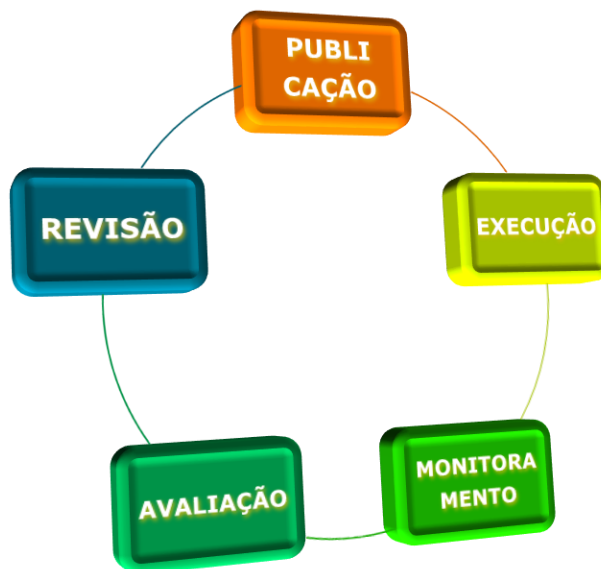 PUBLI
CAÇÃO
EXECUÇÃO
MONITORA
MENTO
AVALIAÇÃO
REVISÃO